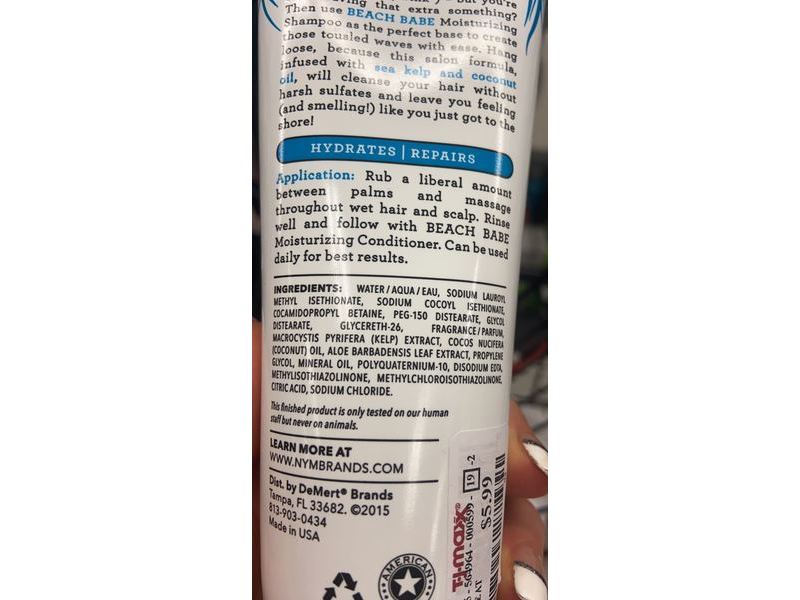 that extra something?
Then use BEACH BABE Moisturizing
Shampoo as the perfect base to create
those tousled waves with ease. Hang
loose, because this salon formula,
infused with sea kelp and coconut
oil, will cleanse your hair without
harsh sulfates and leave you feeling
(and smelling!) like you just got to the
shore!
HYDRATES | REPAIRS
Application: Rub a liberal amount
between palms and massage
throughout wet hair and scalp. Rinse
well and follow with BEACH BABE
Moisturizing Conditioner. Can be used
daily for best results.
INGREDIENTS: WATER/AQUA/EAU, SODIUM LAUROYL
METHYL ISETHIONATE, SODIUM COCOYL ISETHIONATE,
COCAMIDOPROPYL BETAINE, PEG-150 DISTEARATE, GLYCOL
DISTEARATE, GLYCERETH-26, FRAGRANCE/PARFUM,
MACROCYSTIS PYRIFERA (KELP) EXTRACT, COCOS NUCIFERA
(COCONUT) OIL, ALOE BARBADENSIS LEAF EXTRACT, PROPYLENE
GLYCOL, MINERAL OIL, POLYQUATERNIUM-10, DISODIUM EDTA,
METHYLISOTHIAZOLINONE, METHYLCHLOROISOTHIAZOLINONE,
CITRIC ACID, SODIUM CHLORIDE.
This finished product is only tested on our human
staff but never on animals.
LEARN MORE AT
WWW.NYMBRANDS.COM
Dist. by DeMert® Brands
Tampa, FL 33682. ©2015
813-903-0434
Made in USA
AMERICAN
T·J·maxx®
564964 - 000599 - 19 -2
$5.99